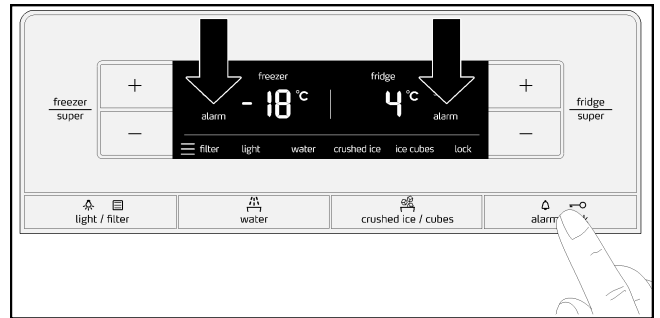 freezer
super
+
−
freezer
-18 °C
alarm
fridge
4 °C
alarm
filter light water crushed ice ice cubes lock
+
−
fridge
super
light / filter
water
crushed ice / cubes
alarm